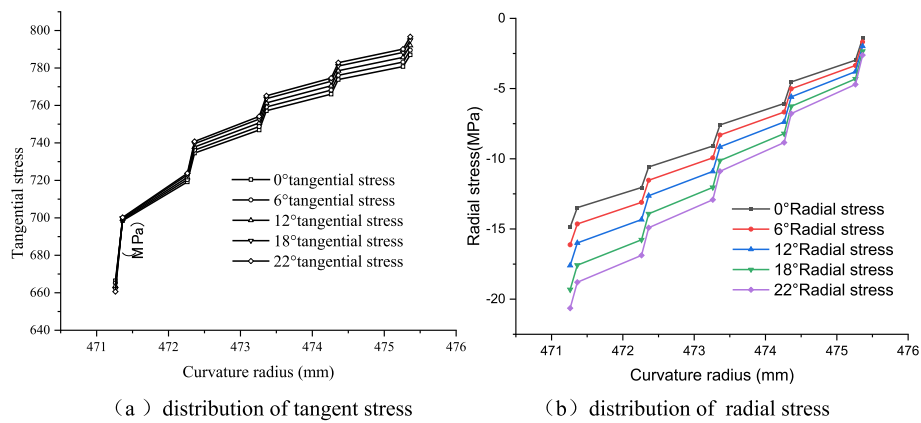 800
780
760
740
720
700
680
660
640
Tangential stress
(MPa)
0°tangential stress
6°tangential stress
12°tangential stress
18°tangential stress
22°tangential stress
471 472 473 474 475 476
Curvature radius (mm)
(a ) distribution of tangent stress
0
-5
-10
-15
-20
Radial stress(MPa)
0°Radial stress
6°Radial stress
12°Radial stress
18°Radial stress
22°Radial stress
471 472 473 474 475 476
Curvature radius (mm)
(b) distribution of radial stress